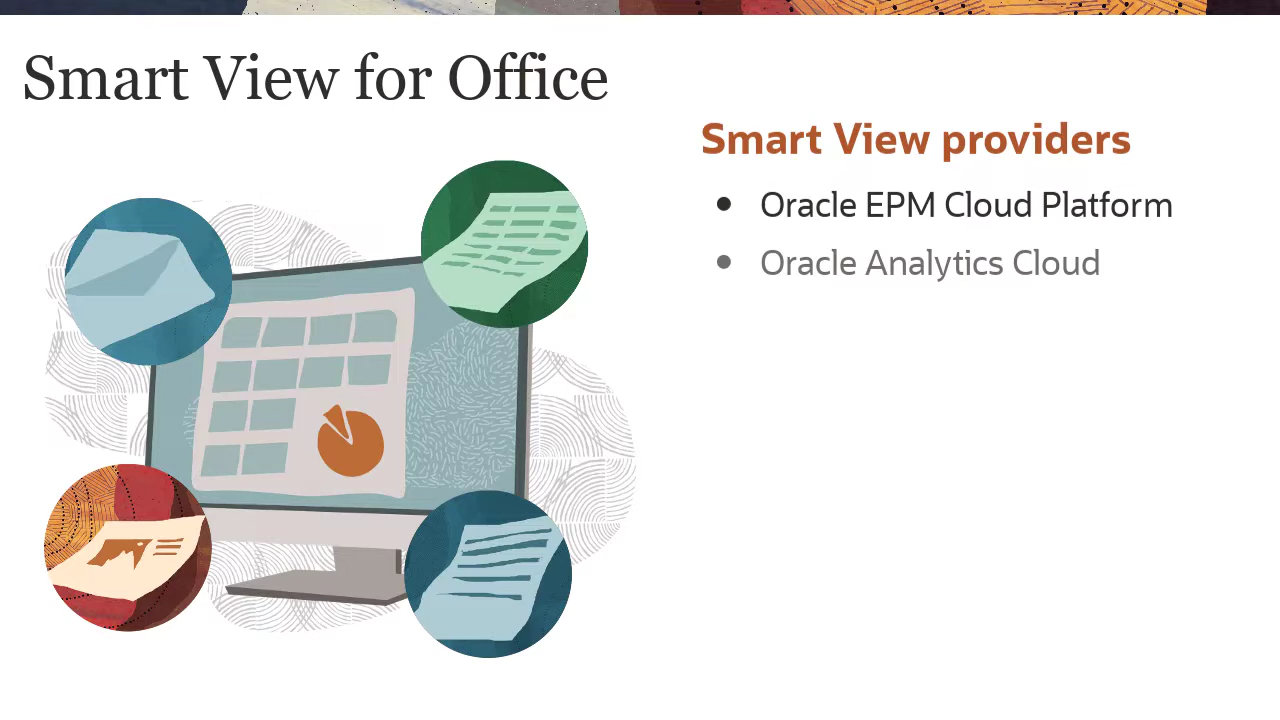 Smart View for Office
Smart View providers
• Oracle EPM Cloud Platform
• Oracle Analytics Cloud